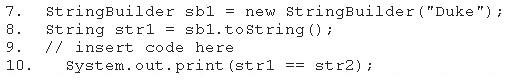 7. StringBuilder sb1 = new StringBuilder("Duke");
8. String str1 = sb1.toString();
9. // insert code here
10. System.out.print(str1 == str2);